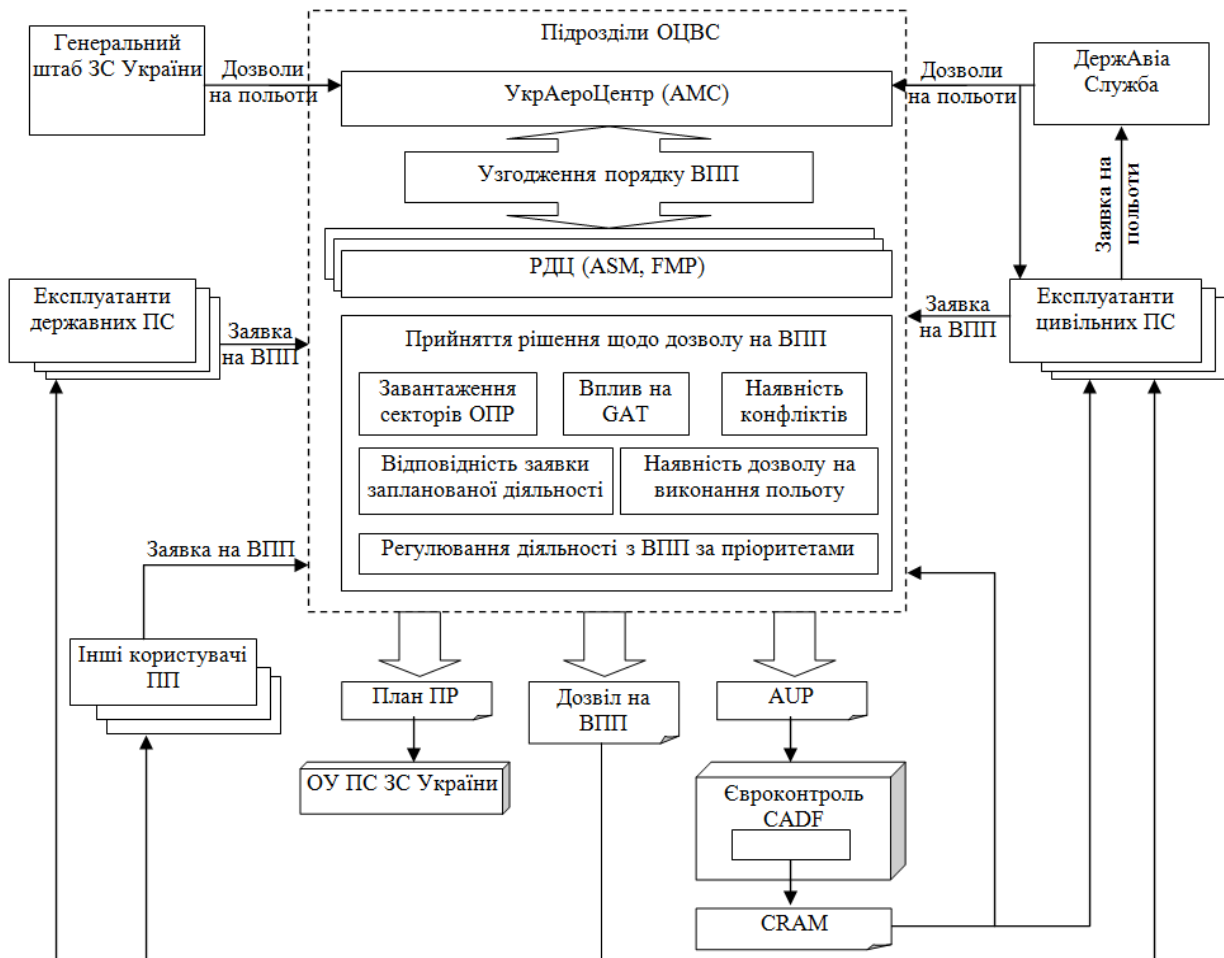 Підрозділи ОЦВС
Генеральний
штаб ЗС України
Дозволи
на польоти
УкрАероЦентр (АМС)
Дозволи
на польоти
ДержАвіа
Служба
Узгодження порядку ВПП
Заявка на
польоти
РДЦ (ASM, FMP)
Експлуатанти
державних ПС
Заявка
на ВПП
Прийняття рішення щодо дозволу на ВПП
Заявка
на ВПП
Експлуатанти
цивільних ПС
Завантаження
секторів ОПР
Вплив на
GAT
Наявність
конфліктів
Відповідність заявки
запланованої діяльності
Наявність дозволу на
виконання польоту
Регулювання діяльності з ВПП за пріоритетами
Заявка на ВПП
Інші користувачі
ПП
План ПР
Дозвіл на
ВПП
AUP
ОУ ПС ЗС України
Євроконтроль
CADF
CRAM